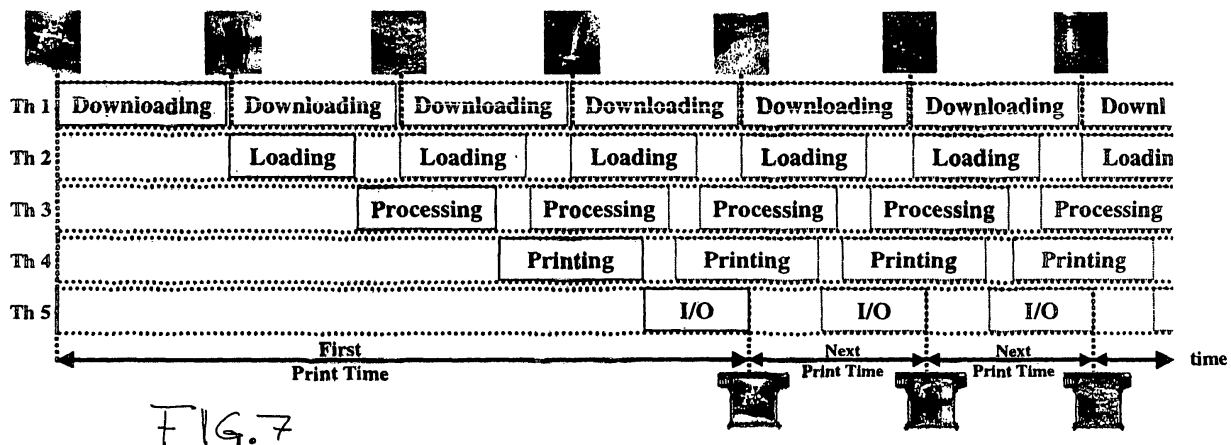 Th 1 Downloading Downloading Downloading Downloading Downloading Downloading Downl
Th 2 Loading Loading Loading Loading Loading Loadin
Th 3 Processing Processing Processing Processing Processing
Th 4 Printing Printing Printing Printing
Th 5 I/O I/O I/O
First Print Time
Next Print Time
Next Print Time
time
FIG.7